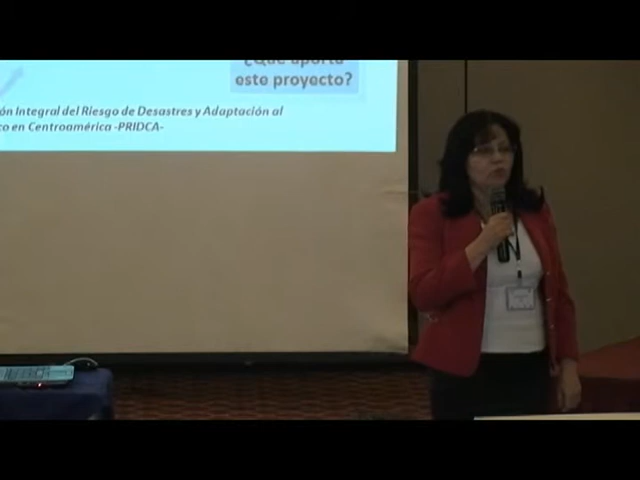 ¿Qué aporta
este proyecto?
ón Integral del Riesgo de Desastres y Adaptación al
co en Centroamérica -PRIDCA-